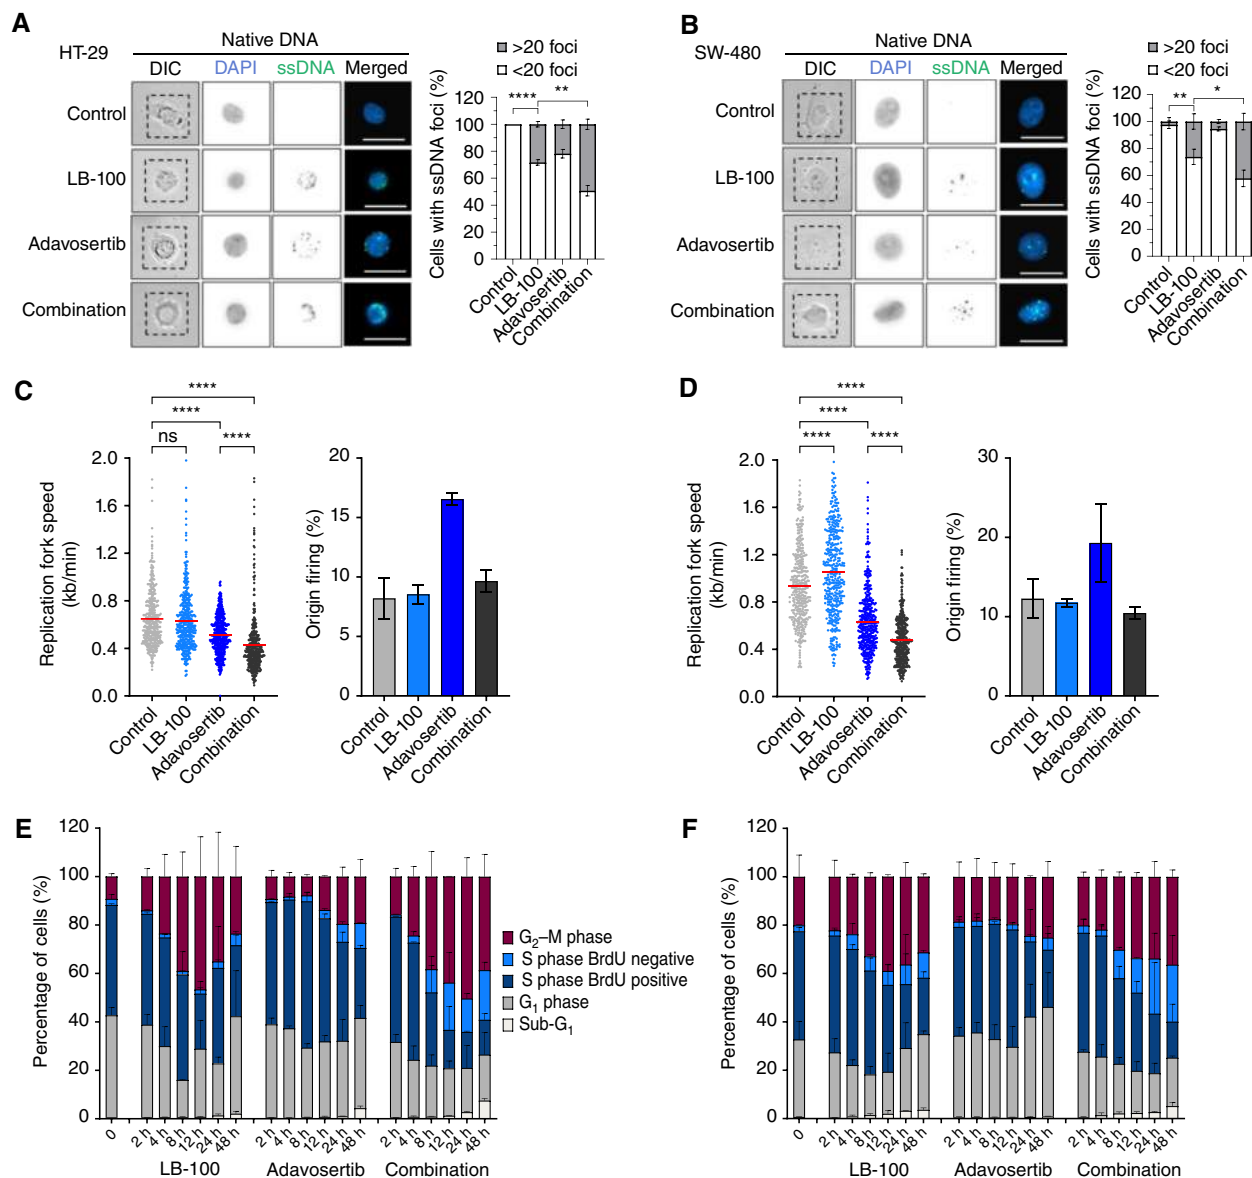 A
HT-29
Native DNA
DIC DAPI ssDNA Merged
Control
LB-100
Adavosertib
Combination
>20 foci
<20 foci
Cells with ssDNA foci (%)
120
100
80
60
40
20
0
**** **
Control
LB-100
Adavosertib
Combination
B
SW-480
Native DNA
DIC DAPI ssDNA Merged
Control
LB-100
Adavosertib
Combination
>20 foci
<20 foci
Cells with ssDNA foci (%)
120
100
80
60
40
20
0
** *
Control
LB-100
Adavosertib
Combination
C
****
****
ns ****
Replication fork speed
(kb/min)
2.0
1.6
1.2
0.8
0.4
0.0
Control
LB-100
Adavosertib
Combination
Origin firing (%)
20
15
10
5
0
Control
LB-100
Adavosertib
Combination
D
****
****
**** ****
Replication fork speed
(kb/min)
2.0
1.6
1.2
0.8
0.4
0.0
Control
LB-100
Adavosertib
Combination
Origin firing (%)
30
20
10
0
Control
LB-100
Adavosertib
Combination
E
Percentage of cells (%)
120
100
80
60
40
20
0
0 2 h 4 h 8 h 12 h 24 h 48 h 2 h 4 h 8 h 12 h 24 h 48 h 2 h 4 h 8 h 12 h 24 h 48 h
LB-100 Adavosertib Combination
G₂–M phase
S phase BrdU negative
S phase BrdU positive
G₁ phase
Sub-G₁
F
Percentage of cells (%)
120
100
80
60
40
20
0
0 2 h 4 h 8 h 12 h 24 h 48 h 2 h 4 h 8 h 12 h 24 h 48 h 2 h 4 h 8 h 12 h 24 h 48 h
LB-100 Adavosertib Combination